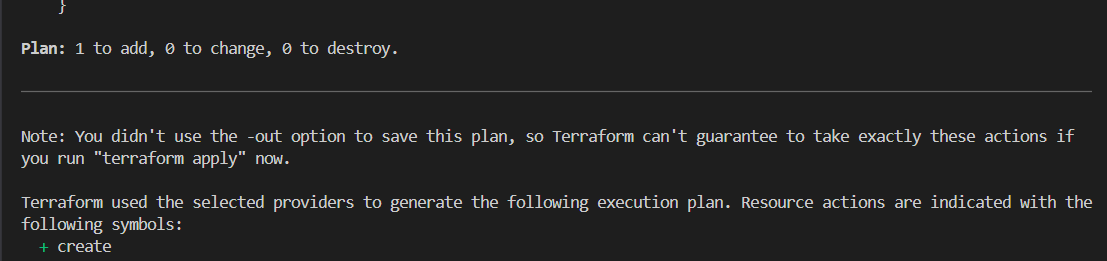 }
Plan: 1 to add, 0 to change, 0 to destroy.
Note: You didn't use the -out option to save this plan, so Terraform can't guarantee to take exactly these actions if
you run "terraform apply" now.
Terraform used the selected providers to generate the following execution plan. Resource actions are indicated with the
following symbols:
+ create